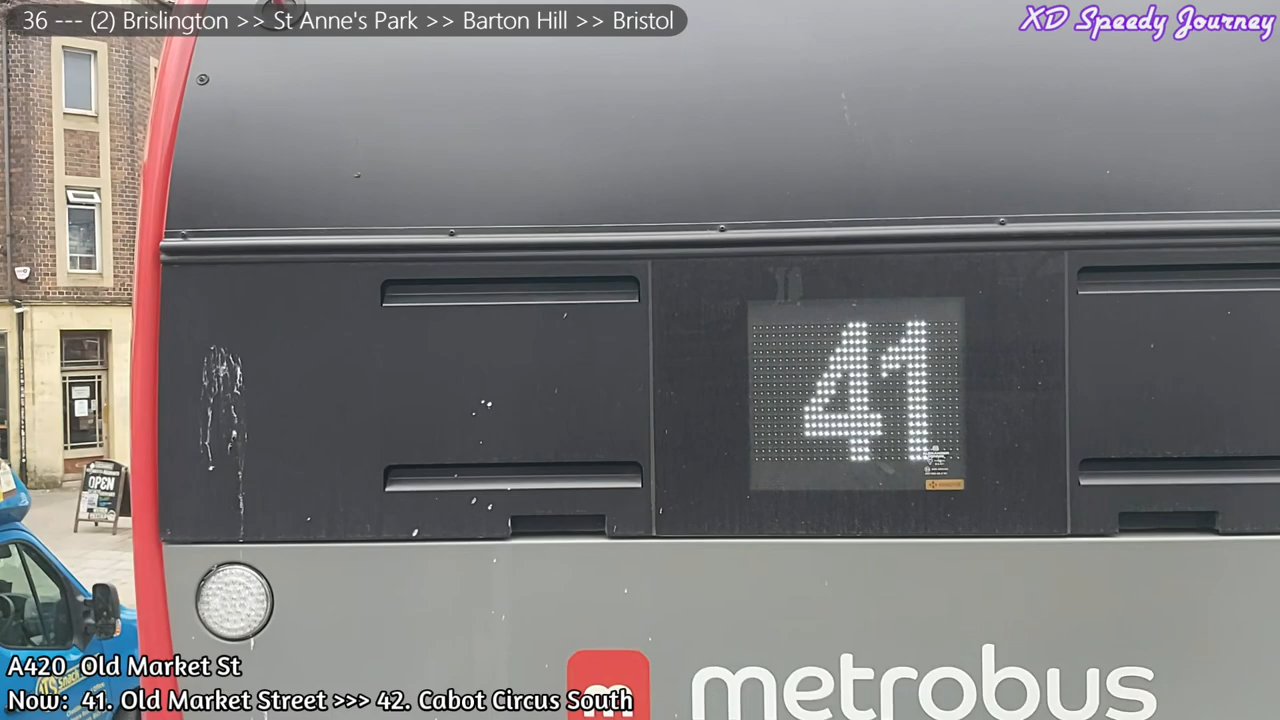 36 --- (2) Brislington >> St Anne's Park >> Barton Hill >> Bristol
XD Speedy Journey
41
OPEN
m metrobus
A420 Old Market St
Now: 41. Old Market Street >>> 42. Cabot Circus South